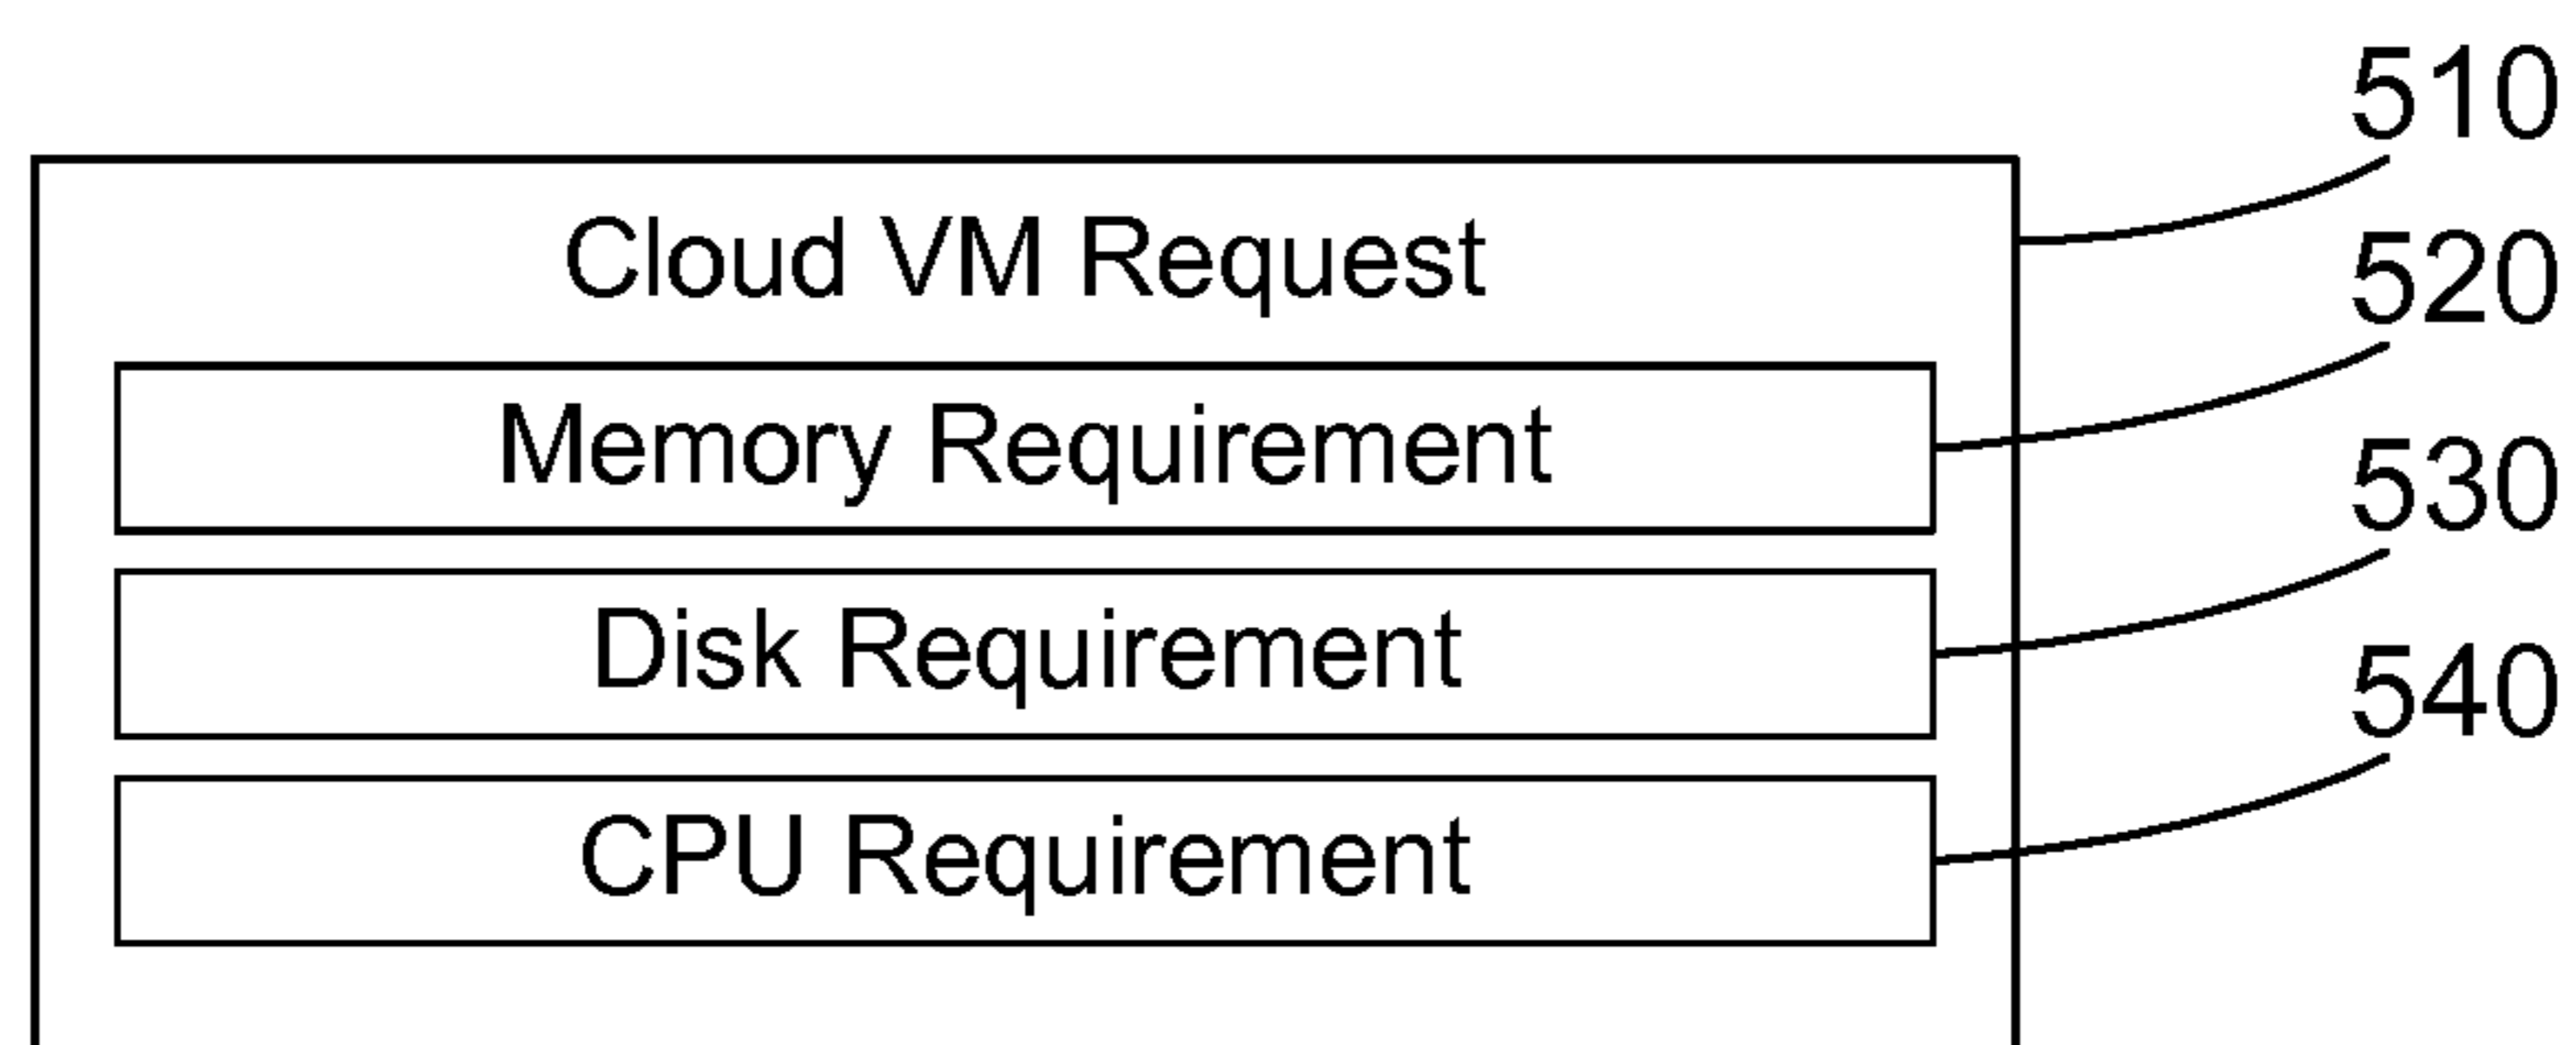 510
Cloud VM Request
520
Memory Requirement
530
Disk Requirement
540
CPU Requirement